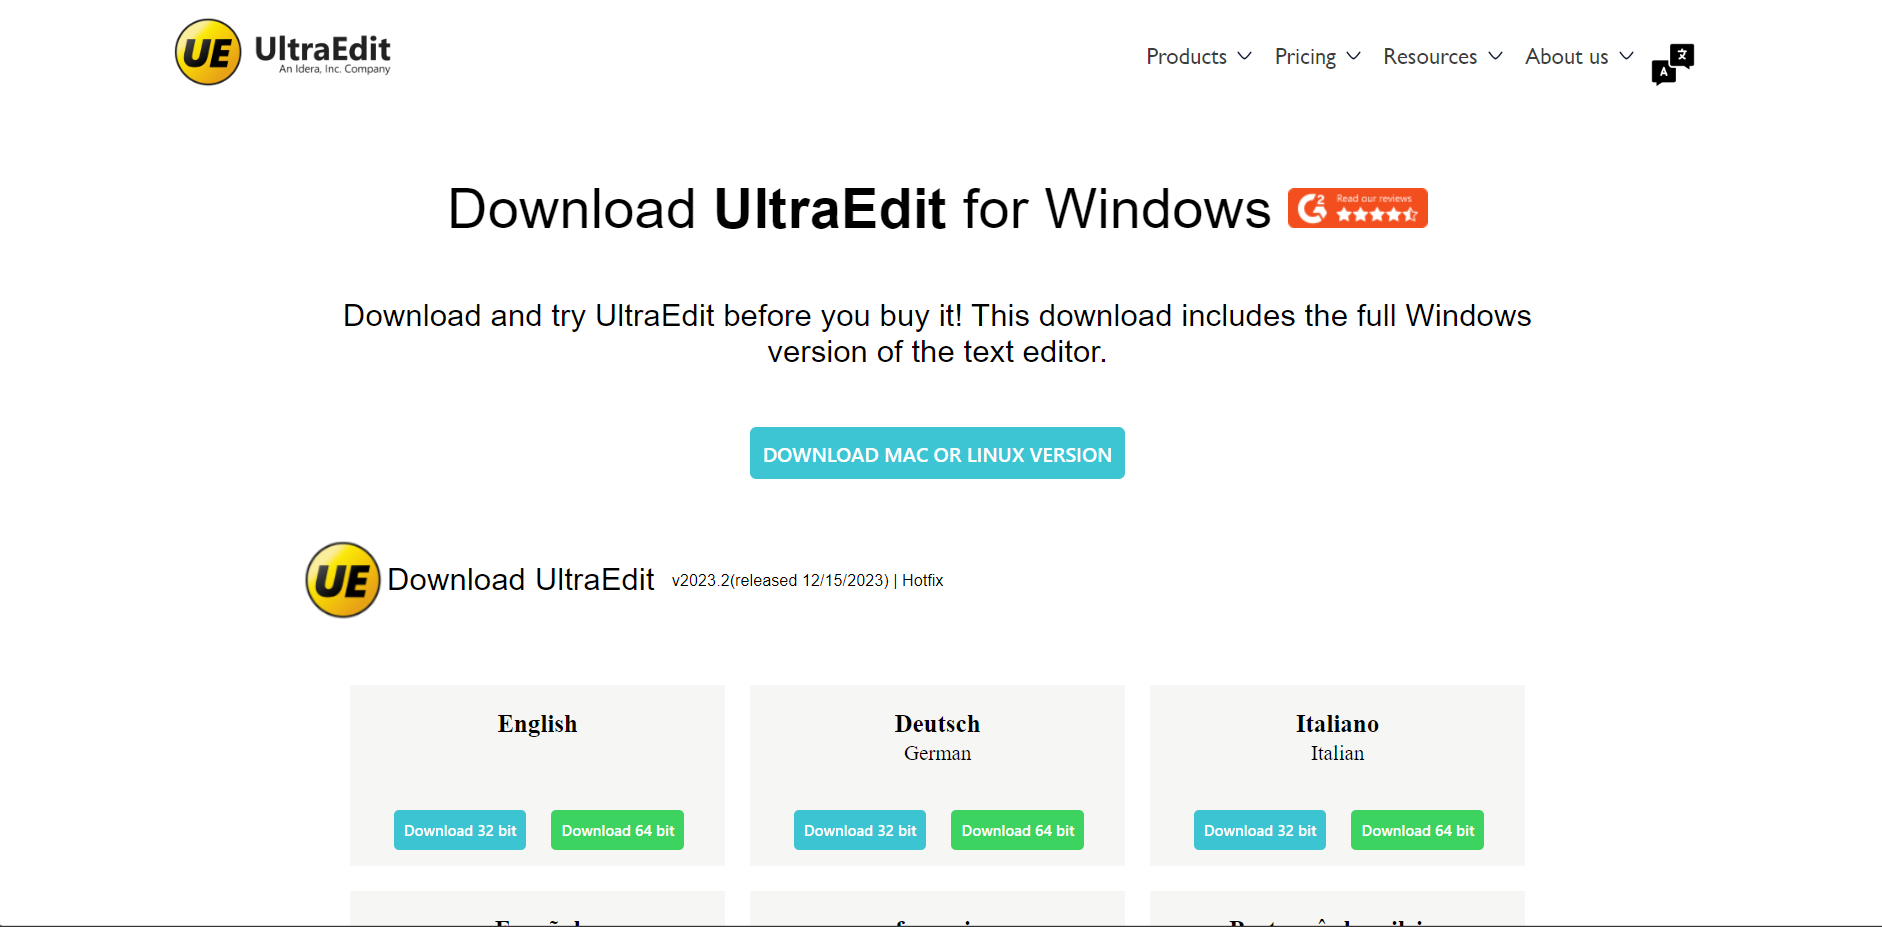 UE UltraEdit
An Idera, Inc. Company
Products Pricing Resources About us
A
Download UltraEdit for Windows
G2 Read our reviews
Download and try UltraEdit before you buy it! This download includes the full Windows
version of the text editor.
DOWNLOAD MAC OR LINUX VERSION
UE Download UltraEdit v2023.2(released 12/15/2023) | Hotfix
English
Download 32 bit Download 64 bit
Deutsch
German
Download 32 bit Download 64 bit
Italiano
Italian
Download 32 bit Download 64 bit